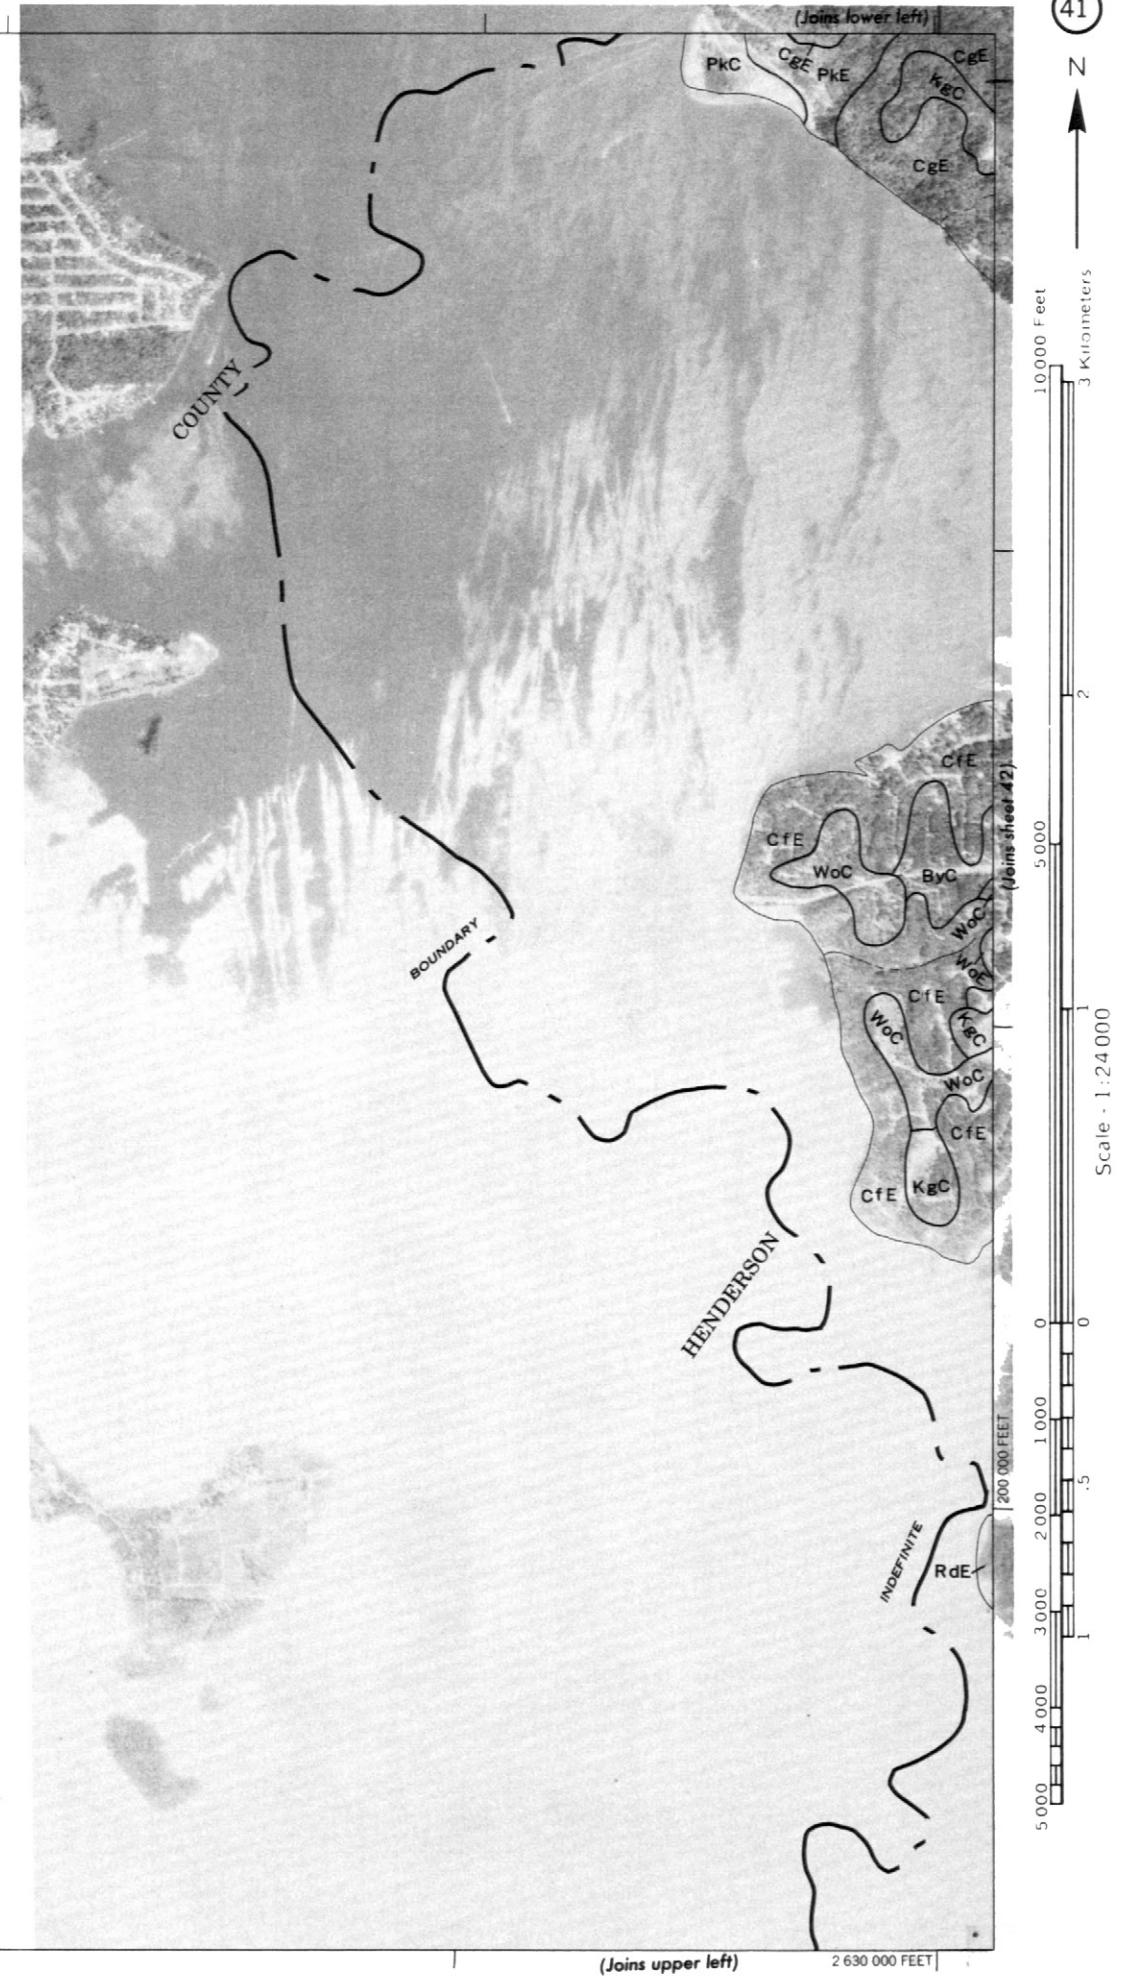 (Joins lower left)
41
N
PkC
CgE
PkE
CgE
KgC
CgE
COUNTY
10 000 Feet
3 Kilometers
2
CfE
(Joins sheet 42)
5 000
CfE
WoC
ByC
WoC
BOUNDARY
WoE
CfE
WoC
KgC
1
Scale - 1:24 000
WoC
CfE
CfE
KgC
HENDERSON
0
0
1 000
200 000 FEET
.5
2 000
INDEFINITE
RdE
3 000
1
4 000
5 000
(Joins upper left)
2 630 000 FEET